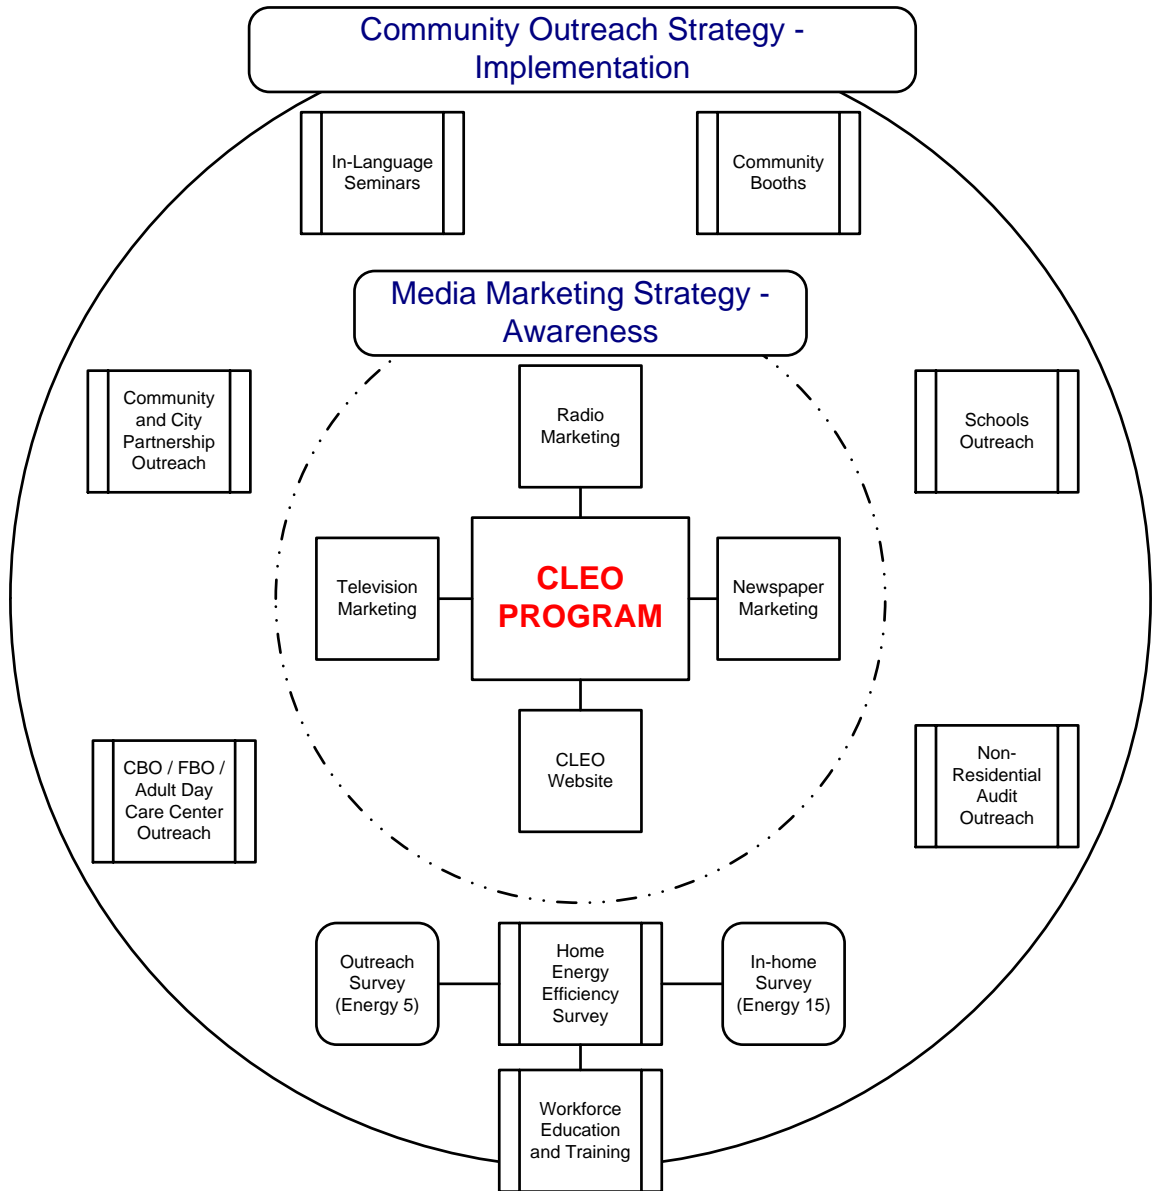 Community Outreach Strategy -
Implementation
In-Language
Seminars
Community
Booths
Media Marketing Strategy -
Awareness
Community
and City
Partnership
Outreach
Radio
Marketing
Schools
Outreach
Television
Marketing
CLEO
PROGRAM
Newspaper
Marketing
CLEO
Website
CBO / FBO /
Adult Day
Care Center
Outreach
Non-
Residential
Audit
Outreach
Outreach
Survey
(Energy 5)
Home
Energy
Efficiency
Survey
In-home
Survey
(Energy 15)
Workforce
Education
and Training